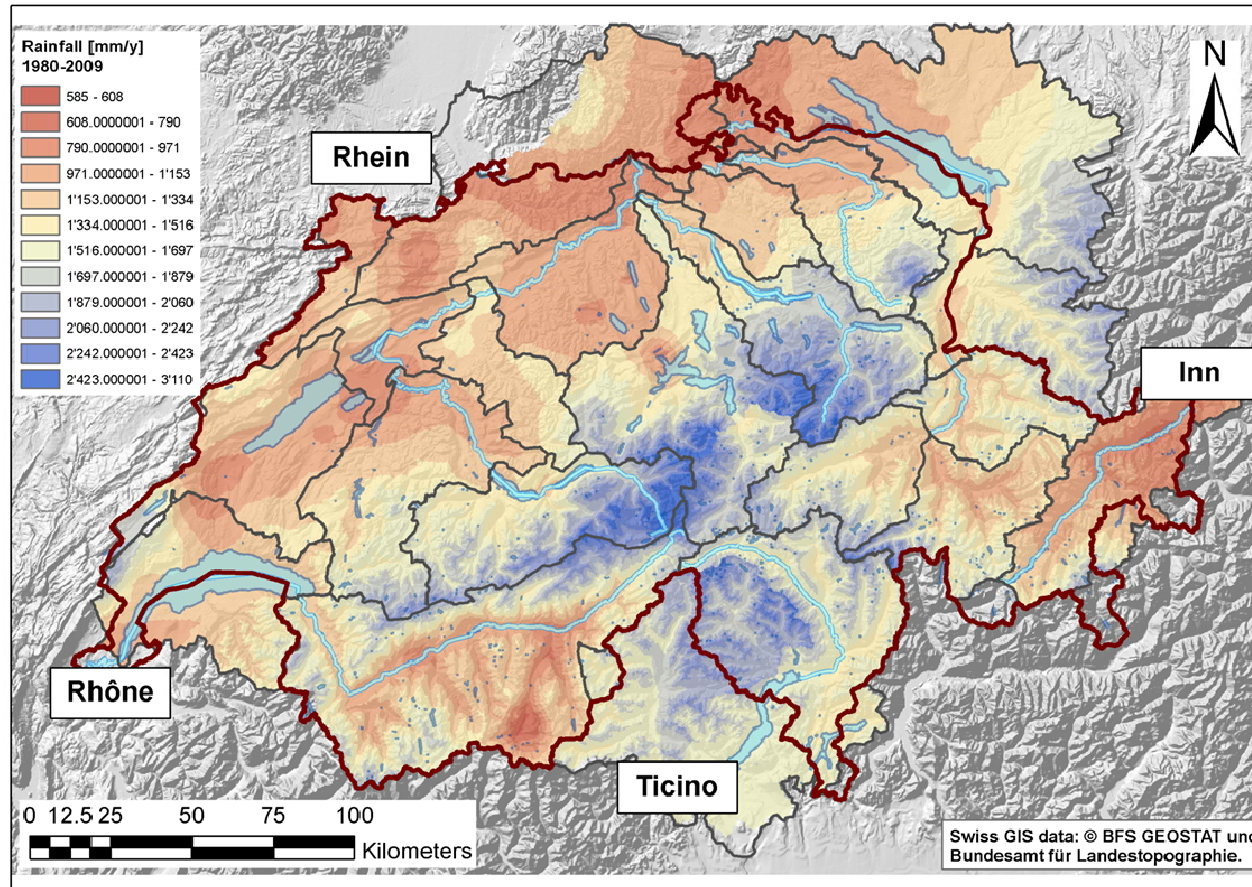 Rainfall [mm/y]
1980-2009
585 - 608
608.0000001 - 790
790.0000001 - 971
971.0000001 - 1'153
1'153.000001 - 1'334
1'334.000001 - 1'516
1'516.000001 - 1'697
1'697.000001 - 1'879
1'879.000001 - 2'060
2'060.000001 - 2'242
2'242.000001 - 2'423
2'423.000001 - 3'110
N
Rhein
Inn
Rhône
Ticino
0 12.5 25 50 75 100
Kilometers
Swiss GIS data: © BFS GEOSTAT und
Bundesamt für Landestopographie.